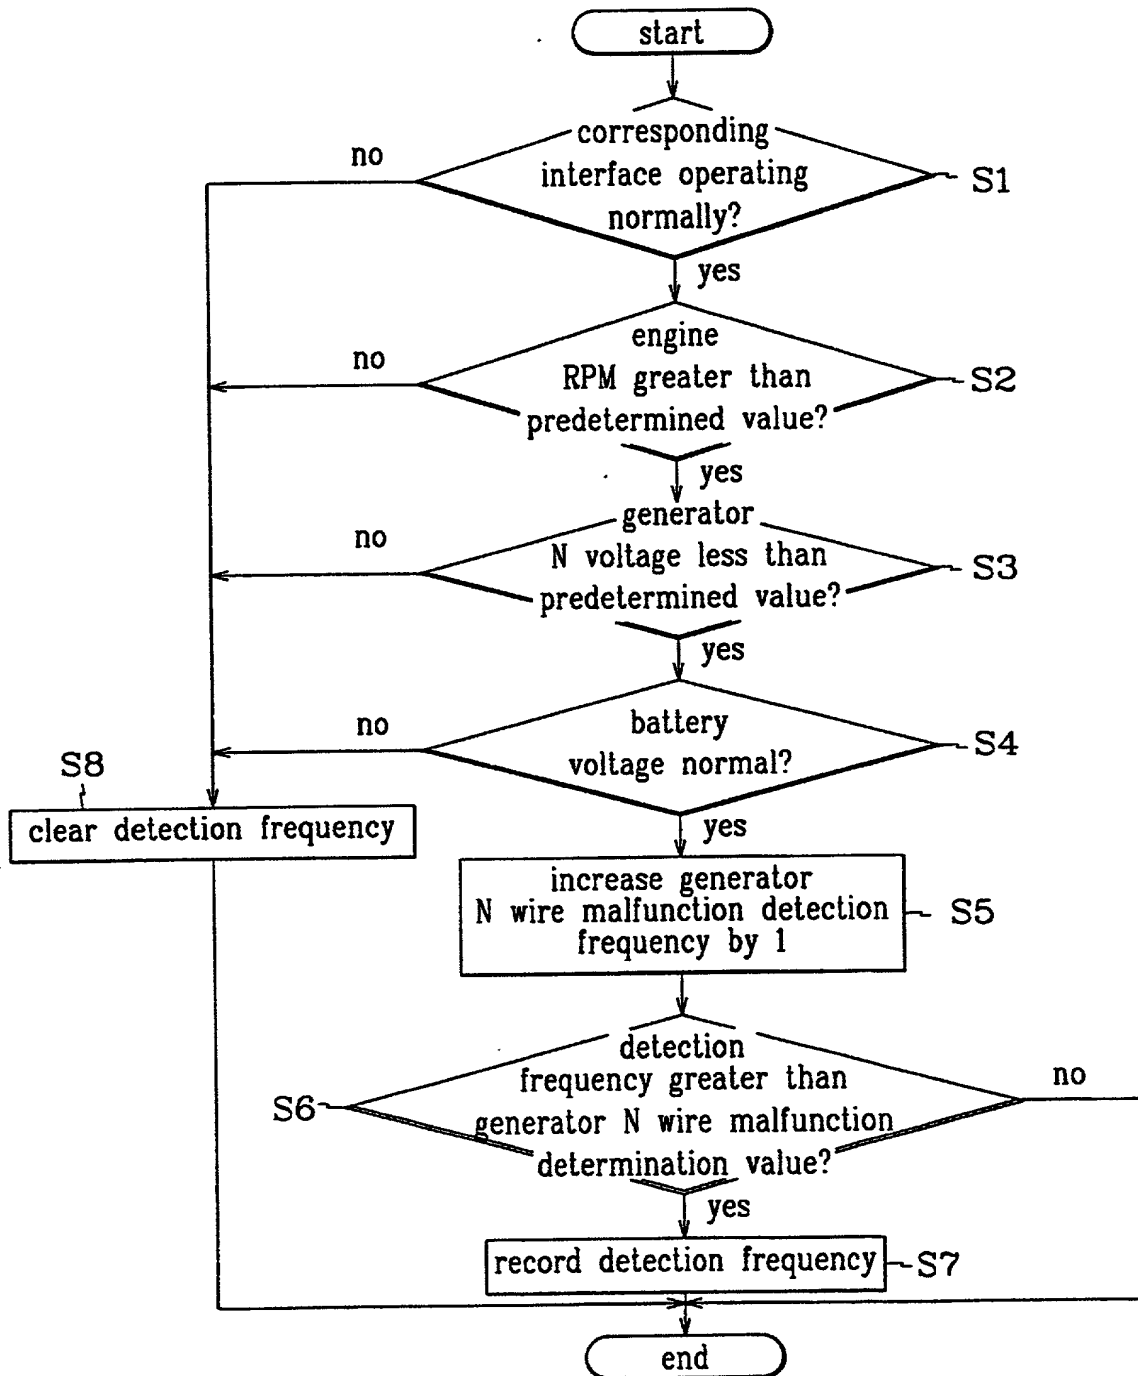 start
corresponding
interface operating
normally?
no
S1
yes
engine
RPM greater than
predetermined value?
no
S2
yes
generator
N voltage less than
predetermined value?
no
S3
yes
battery
voltage normal?
no
S4
S8
clear detection frequency
yes
increase generator
N wire malfunction detection
frequency by 1
S5
detection
frequency greater than
generator N wire malfunction
determination value?
no
S6
yes
record detection frequency
S7
end